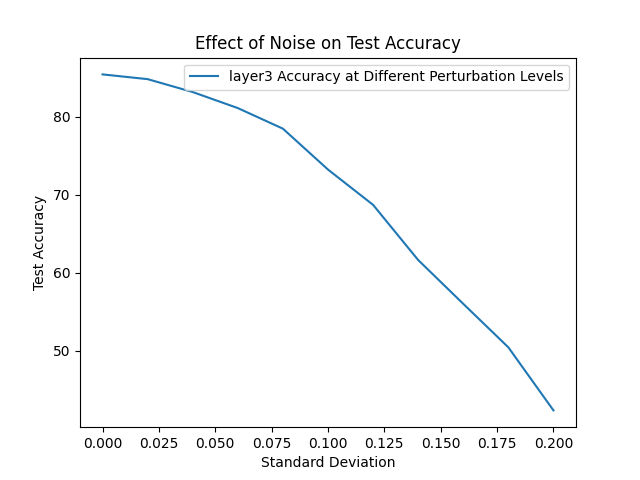 Effect of Noise on Test Accuracy
layer3 Accuracy at Different Perturbation Levels
80
70
60
50
Test Accuracy
0.000 0.025 0.050 0.075 0.100 0.125 0.150 0.175 0.200
Standard Deviation